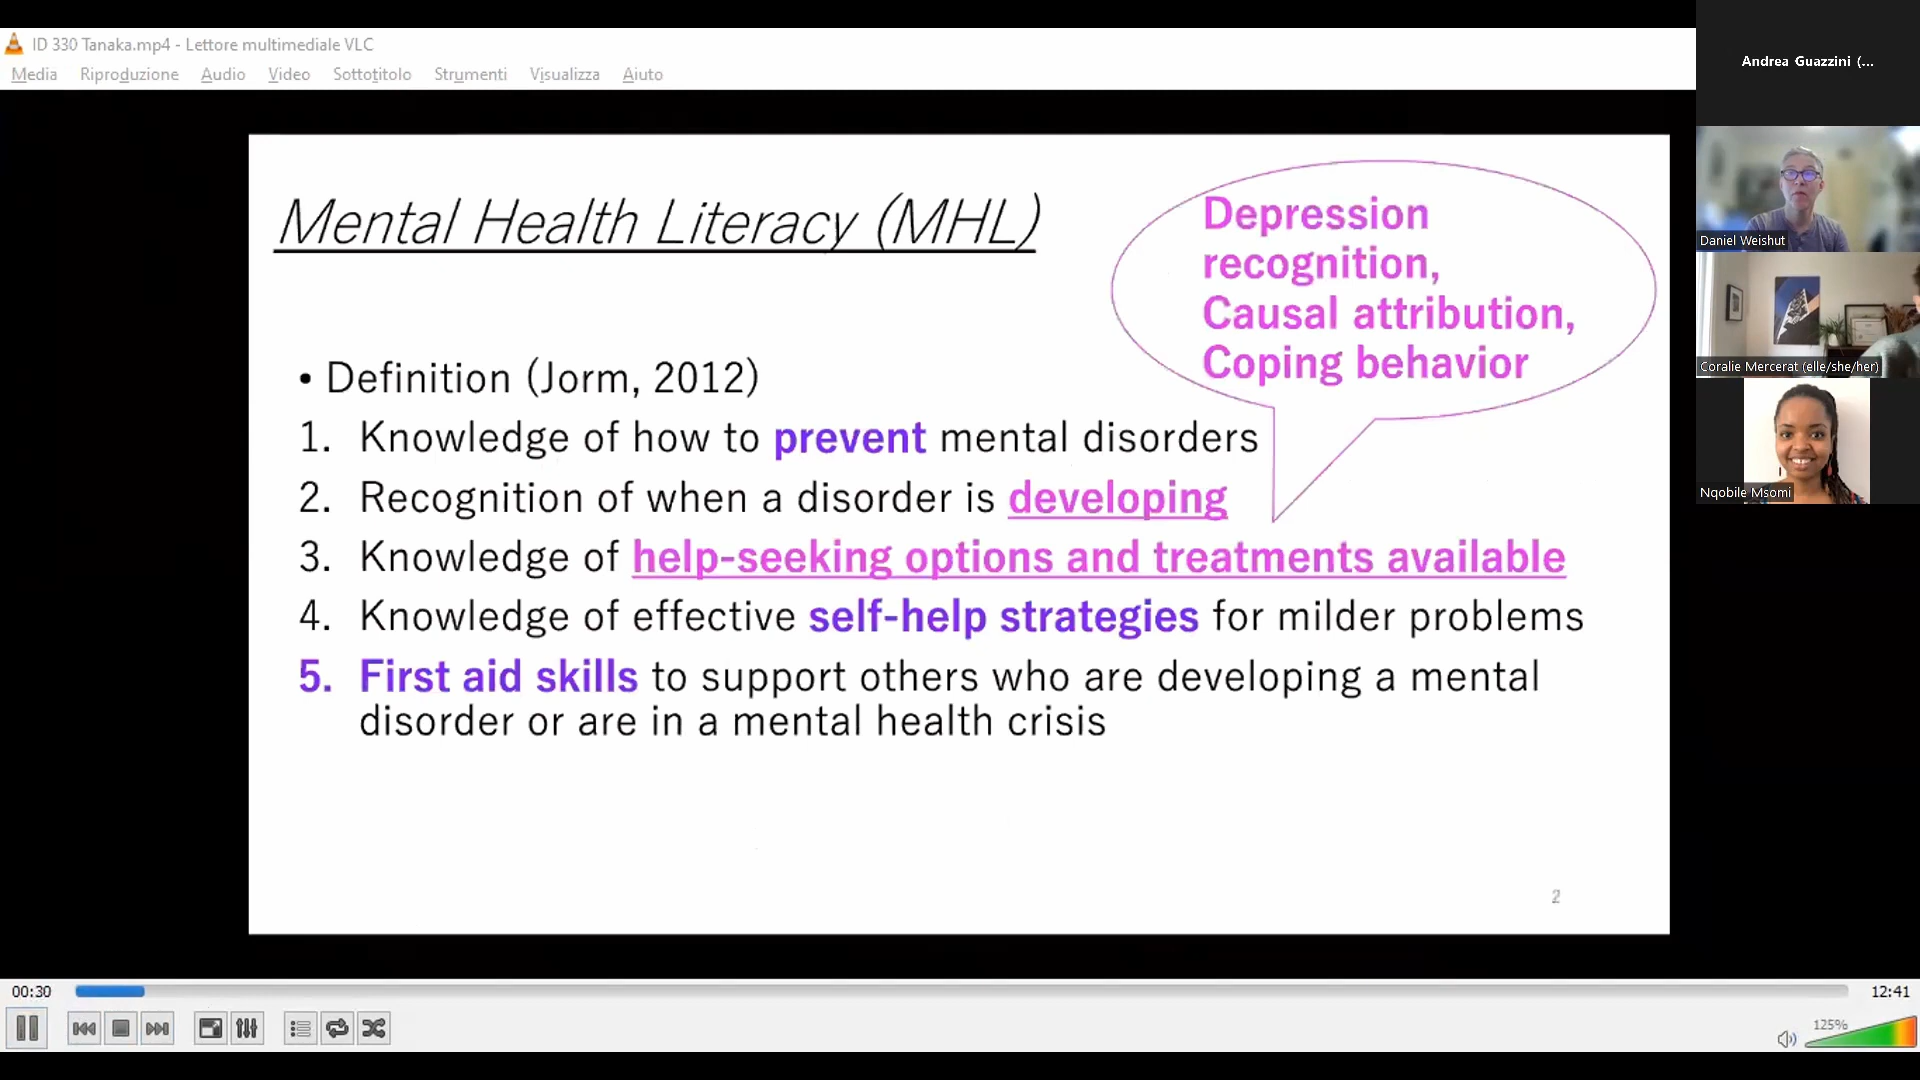 ID 330 Tanaka.mp4 - Lettore multimediale VLC
Media Riproduzione Audio Video Sottotitolo Strumenti Visualizza Aiuto
Andrea Guazzini (...
Daniel Weishut
Coralie Mercerat (elle/she/her)
Nqobile Msomi
Mental Health Literacy (MHL)
Depression
recognition,
Causal attribution,
Coping behavior
• Definition (Jorm, 2012)
1. Knowledge of how to prevent mental disorders
2. Recognition of when a disorder is developing
3. Knowledge of help-seeking options and treatments available
4. Knowledge of effective self-help strategies for milder problems
5. First aid skills to support others who are developing a mental
disorder or are in a mental health crisis
2
00:30
12:41
125%